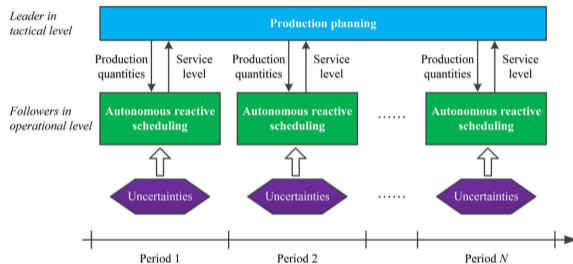 Leader in
tactical level
Production planning
Production
quantities
Service
level
Production
quantities
Service
level
Production
quantities
Service
level
Followers in
operational level
Autonomous reactive
scheduling
Autonomous reactive
scheduling
......
Autonomous reactive
scheduling
Uncertainties
Uncertainties
......
Uncertainties
Period 1
Period 2
Period N